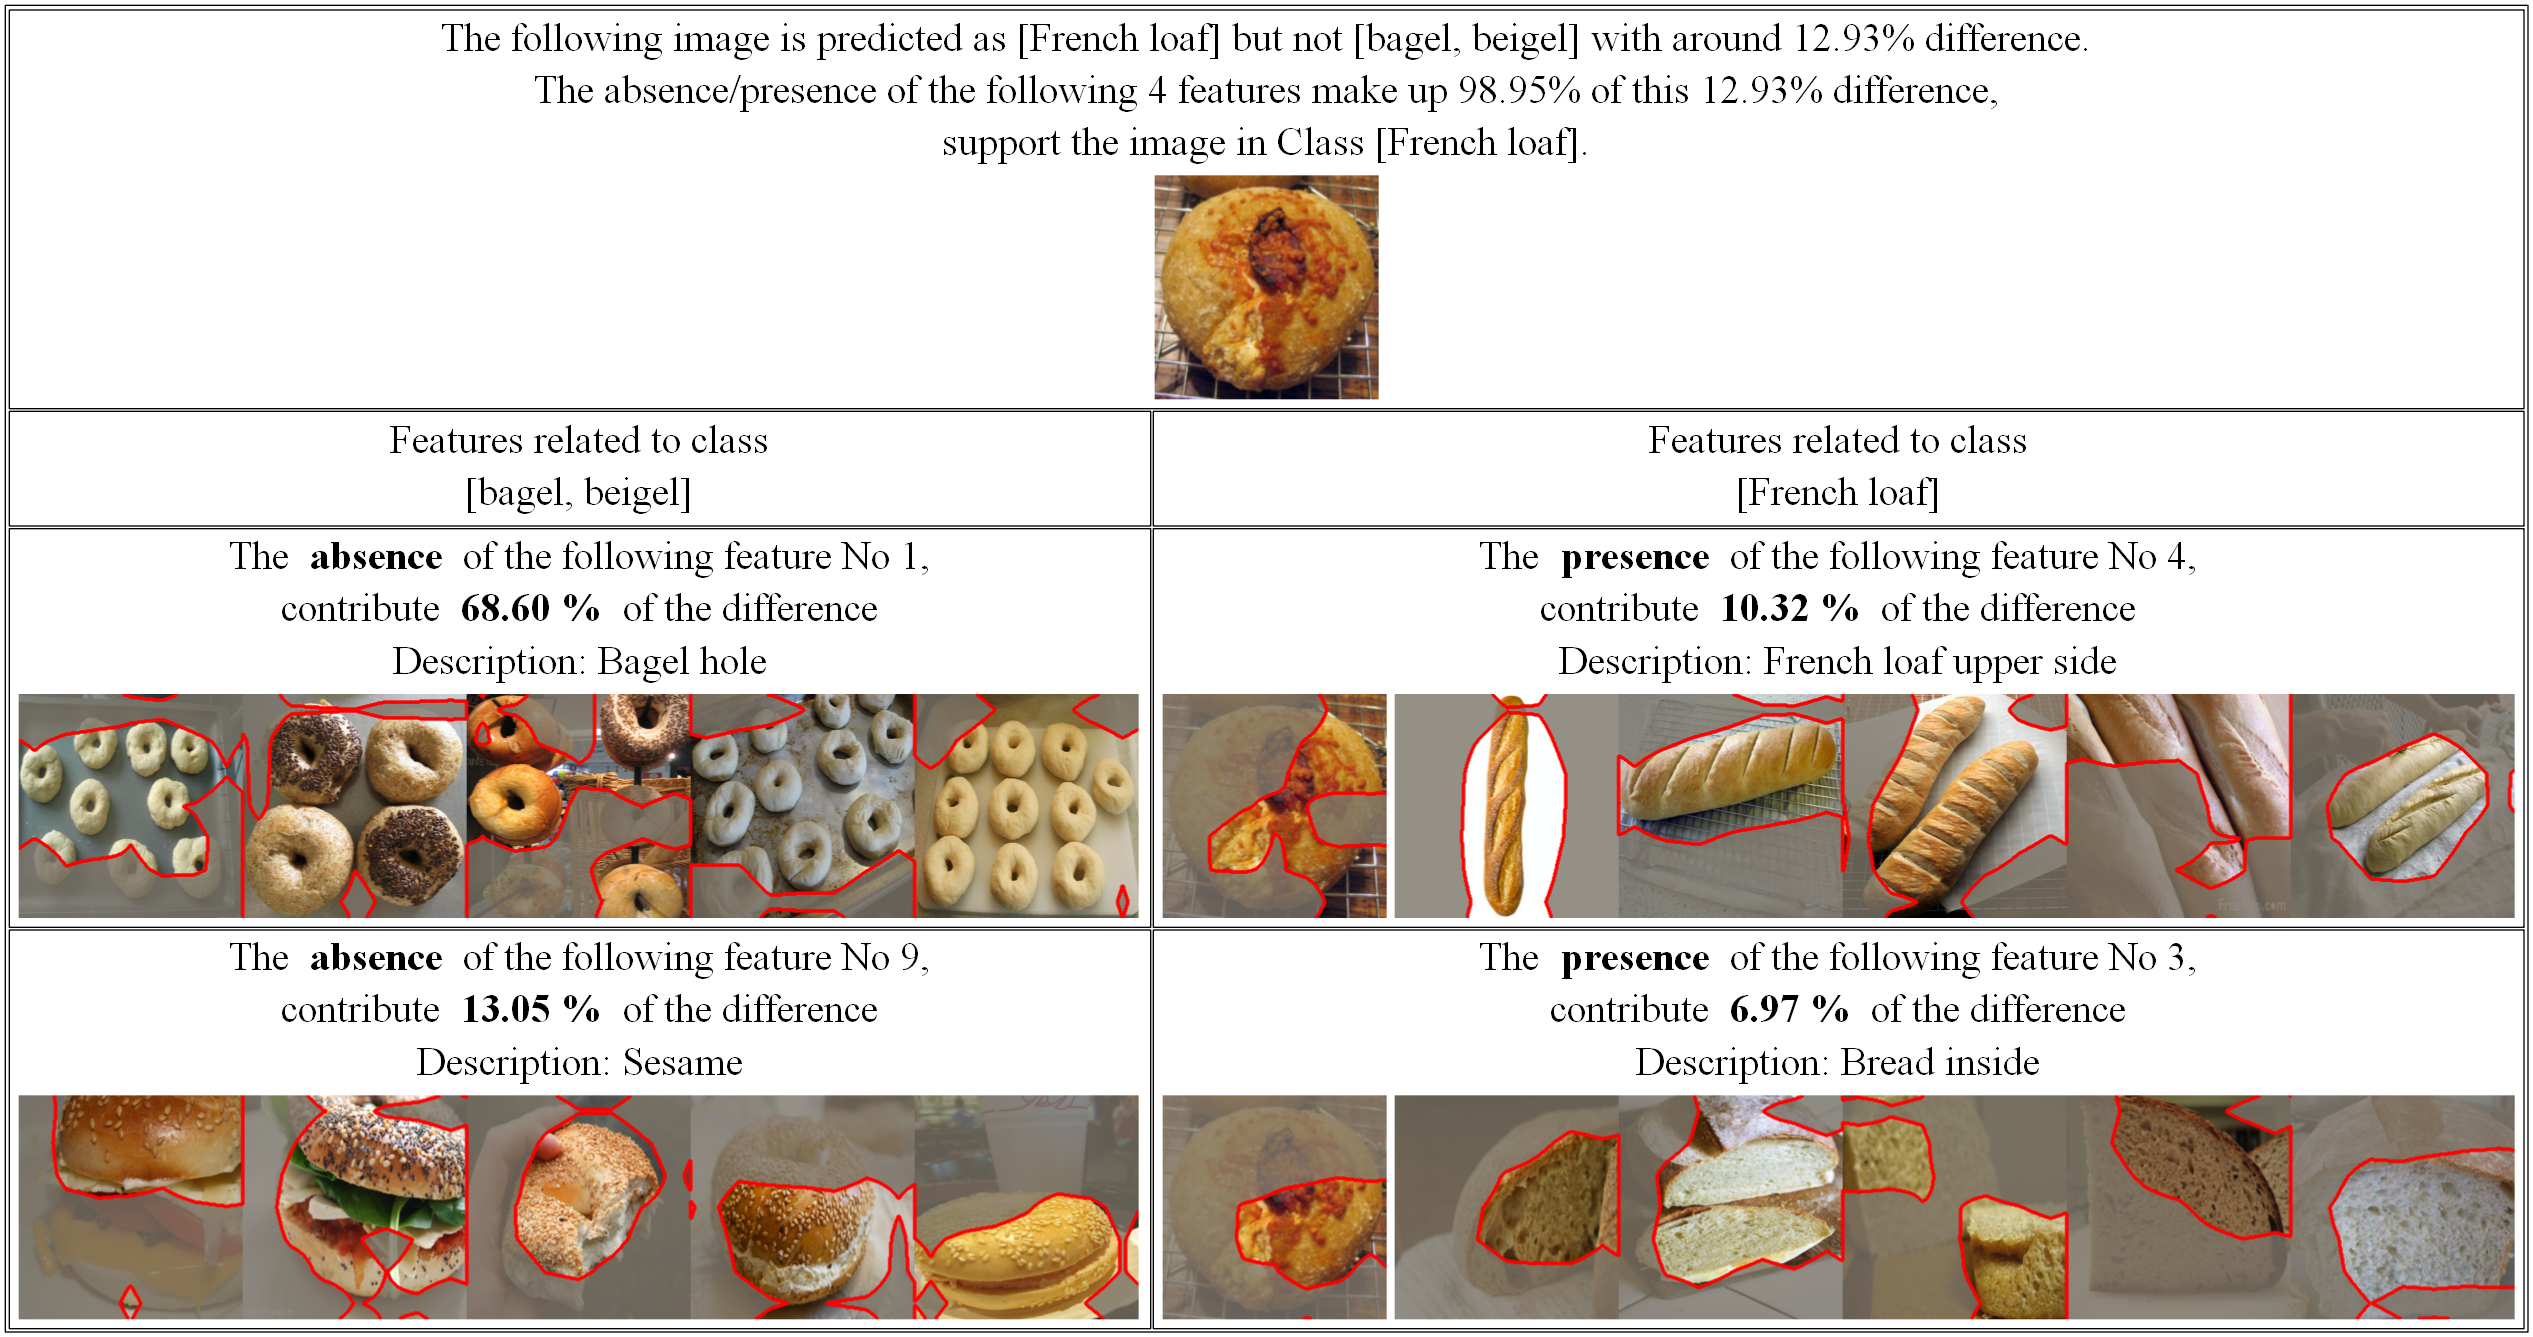 The following image is predicted as [French loaf] but not [bagel, beigel] with around 12.93% difference.
The absence/presence of the following 4 features make up 98.95% of this 12.93% difference,
support the image in Class [French loaf].
Features related to class
[bagel, beigel]
Features related to class
[French loaf]
The absence of the following feature No 1,
contribute 68.60 % of the difference
Description: Bagel hole
The presence of the following feature No 4,
contribute 10.32 % of the difference
Description: French loaf upper side
The absence of the following feature No 9,
contribute 13.05 % of the difference
Description: Sesame
The presence of the following feature No 3,
contribute 6.97 % of the difference
Description: Bread inside